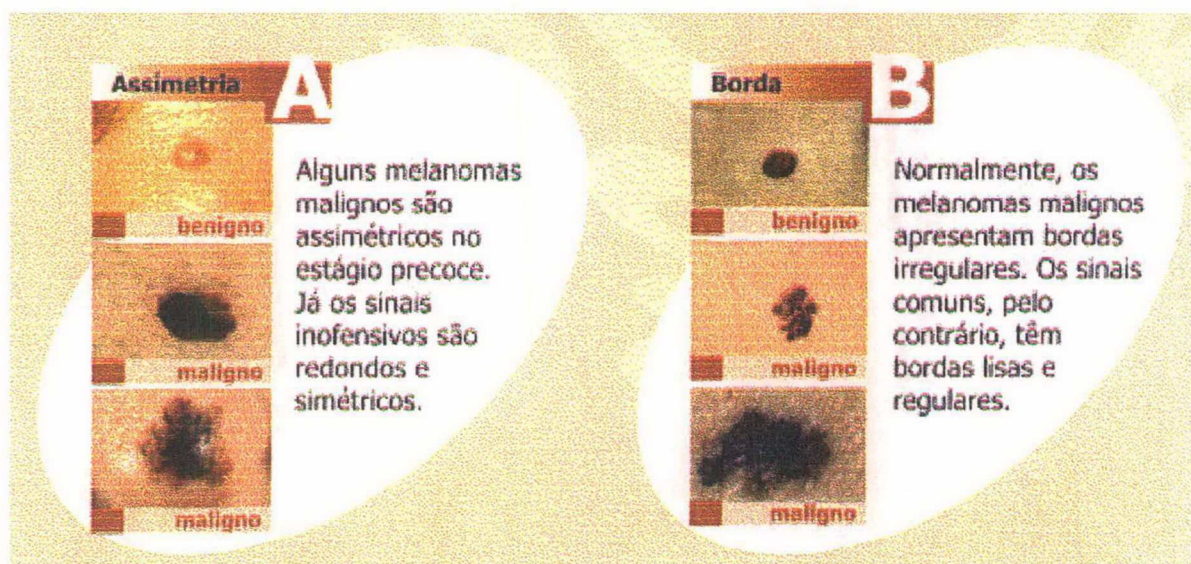 Assimetria A
benigno
maligno
maligno
Alguns melanomas
malignos são
assimétricos no
estágio precoce.
Já os sinais
inofensivos são
redondos e
simétricos.
Borda B
benigno
maligno
maligno
Normalmente, os
melanomas malignos
apresentam bordas
irregulares. Os sinais
comuns, pelo
contrário, têm
bordas lisas e
regulares.